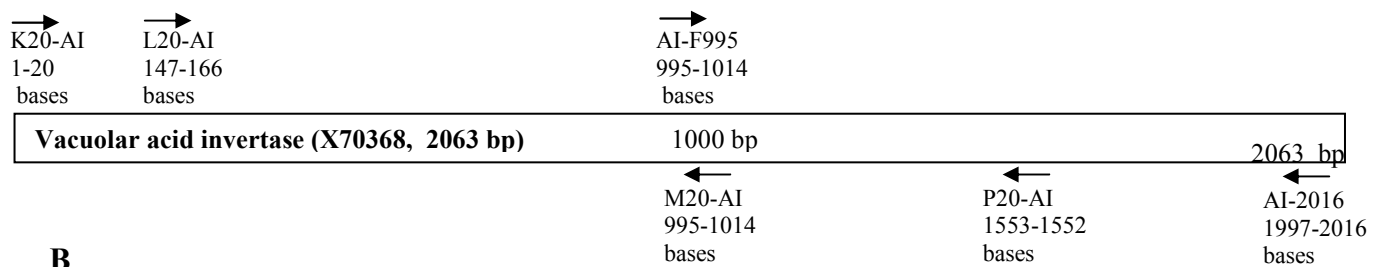 K20-AI L20-AI AI-F995
1-20 147-166 995-1014
bases bases bases
Vacuolar acid invertase (X70368, 2063 bp) 1000 bp 2063 bp
M20-AI P20-AI AI-2016
995-1014 1553-1552 1997-2016
bases bases bases
B